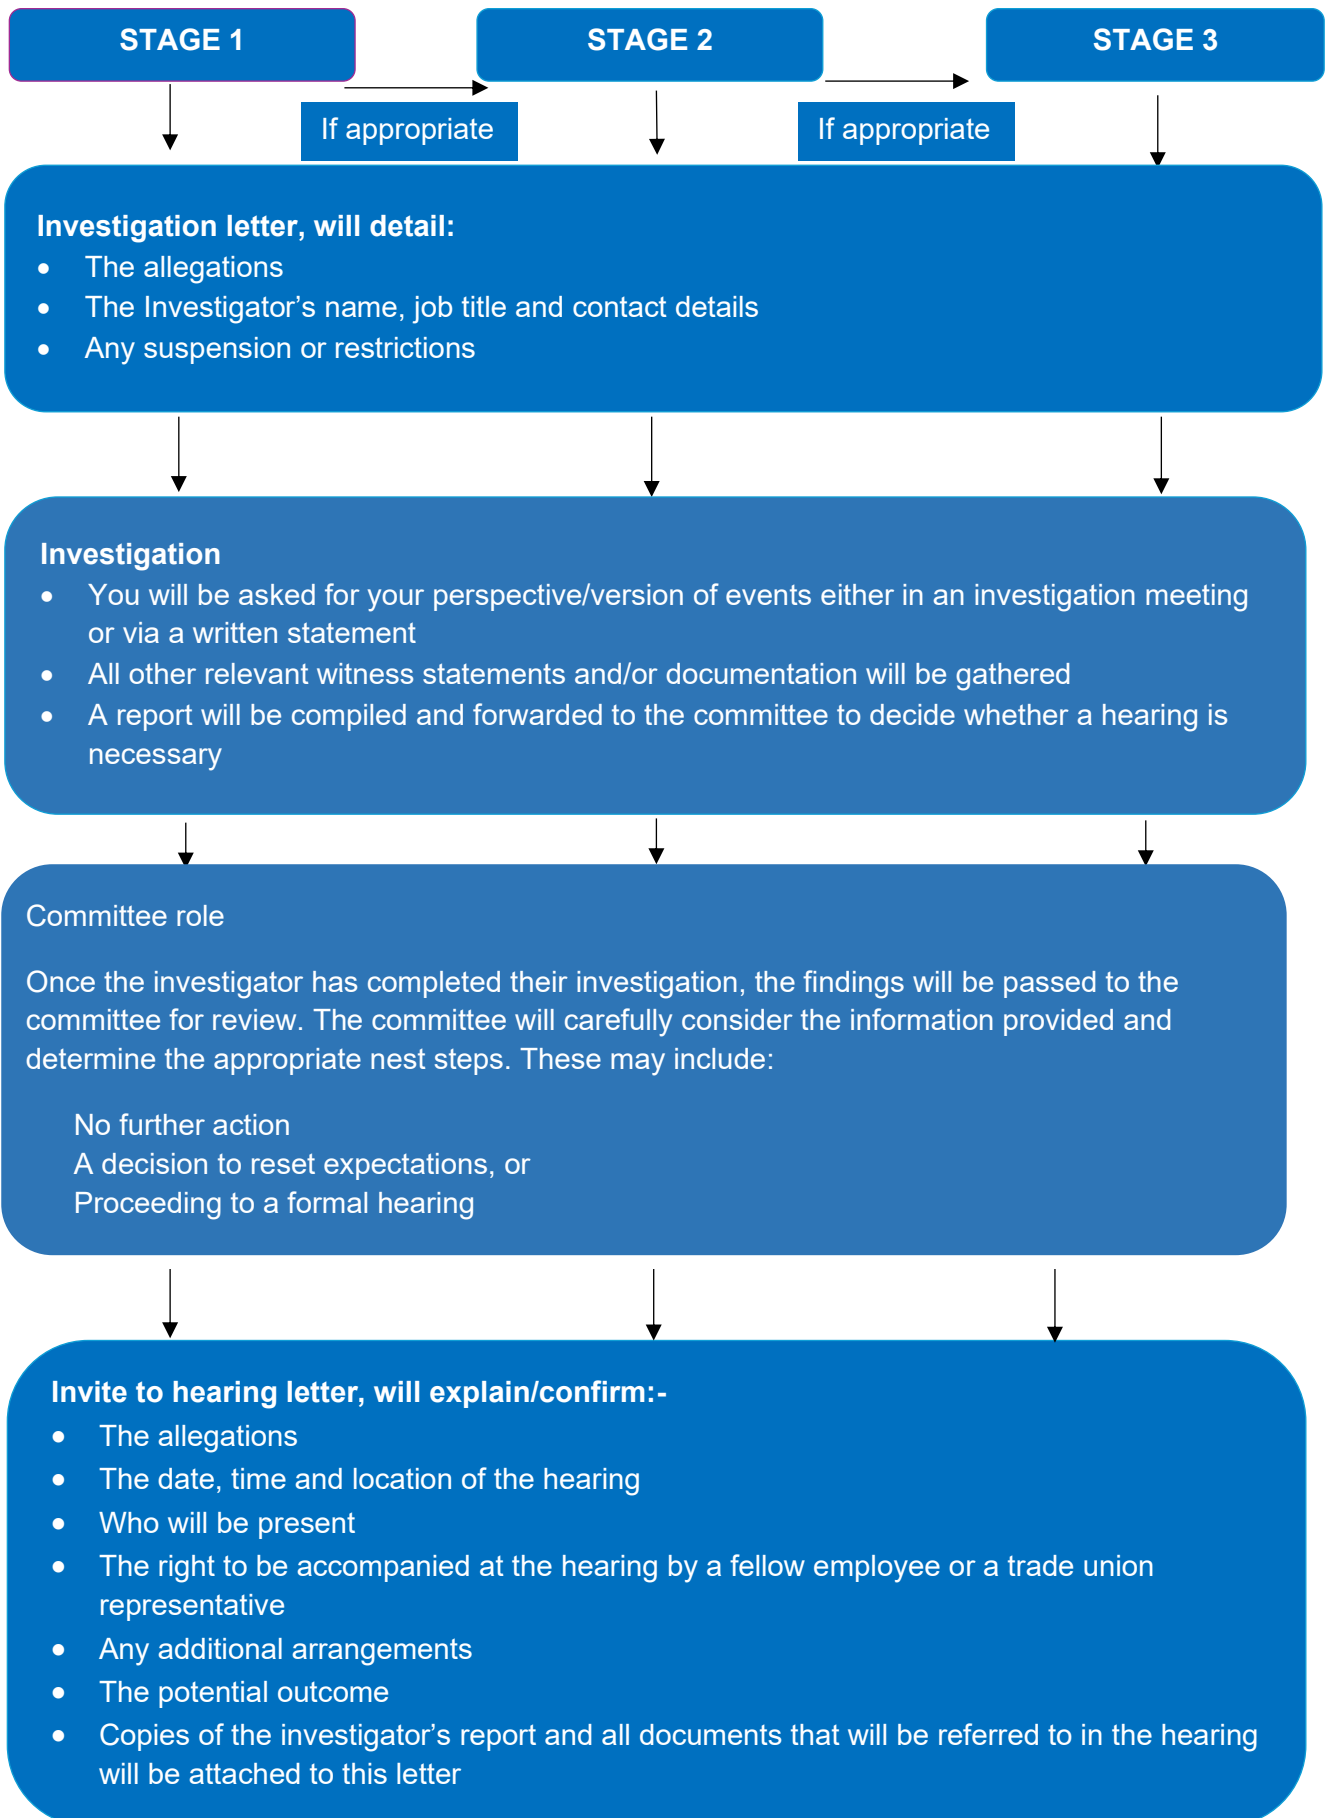 STAGE 1
STAGE 2
STAGE 3
If appropriate
If appropriate
Investigation letter, will detail:
• The allegations
• The Investigator’s name, job title and contact details
• Any suspension or restrictions
Investigation
• You will be asked for your perspective/version of events either in an investigation meeting
or via a written statement
• All other relevant witness statements and/or documentation will be gathered
• A report will be compiled and forwarded to the committee to decide whether a hearing is
necessary
Committee role
Once the investigator has completed their investigation, the findings will be passed to the
committee for review. The committee will carefully consider the information provided and
determine the appropriate nest steps. These may include:
No further action
A decision to reset expectations, or
Proceeding to a formal hearing
Invite to hearing letter, will explain/confirm:-
• The allegations
• The date, time and location of the hearing
• Who will be present
• The right to be accompanied at the hearing by a fellow employee or a trade union
representative
• Any additional arrangements
• The potential outcome
• Copies of the investigator’s report and all documents that will be referred to in the hearing
will be attached to this letter